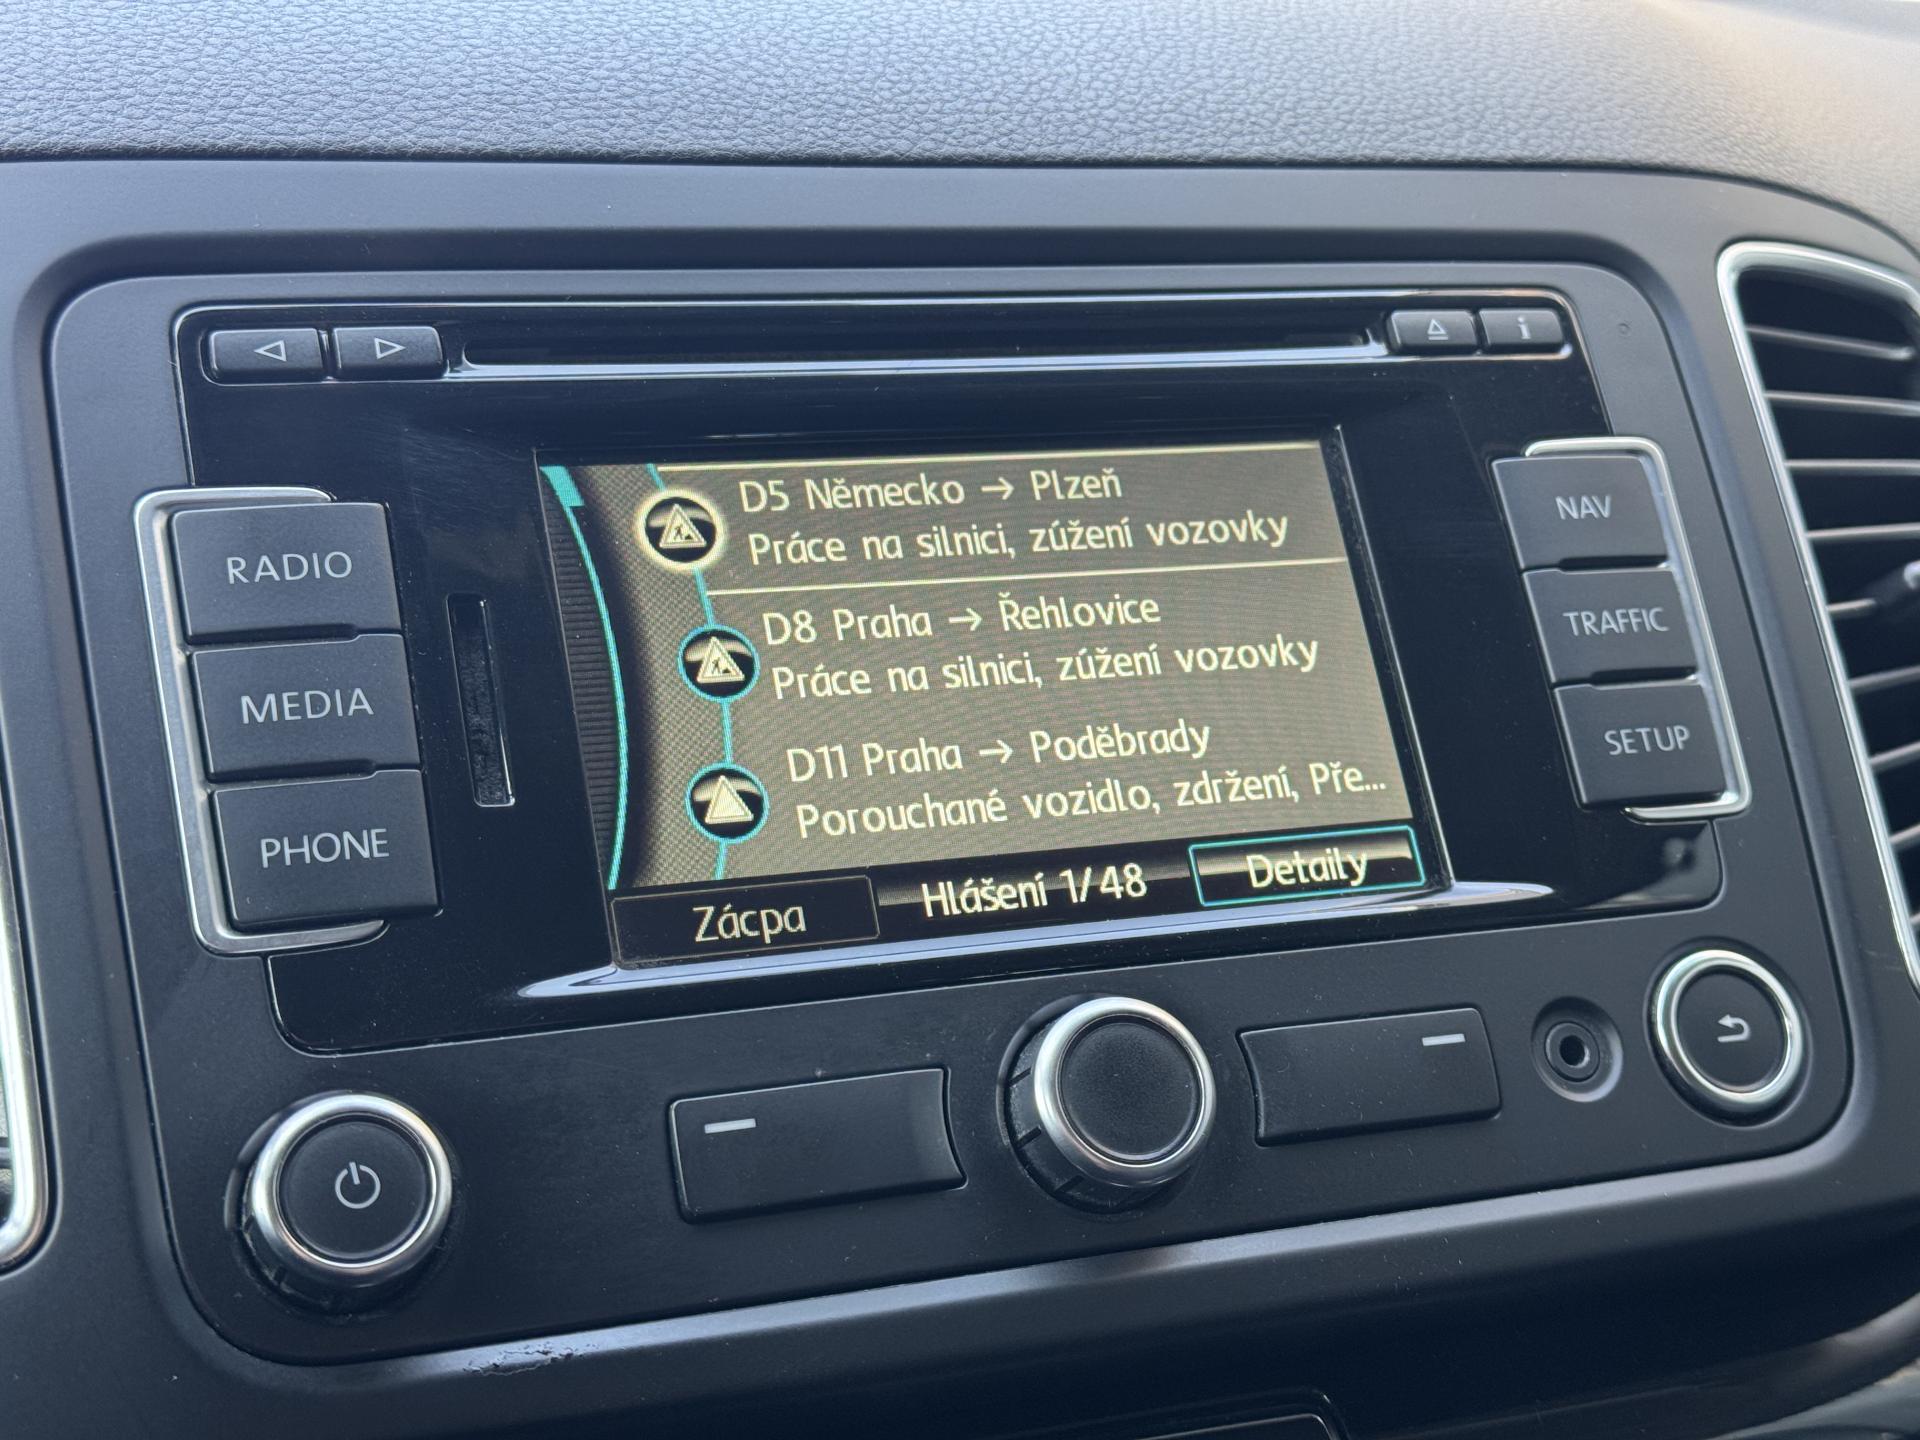 i
RADIO
MEDIA
PHONE
D5 Německo → Plzeň
Práce na silnici, zúžení vozovky
D8 Praha → Řehlovice
Práce na silnici, zúžení vozovky
D11 Praha → Poděbrady
Porouchané vozidlo, zdržení, Pře...
Zácpa
Hlášení 1/48
Detaily
NAV
TRAFFIC
SETUP